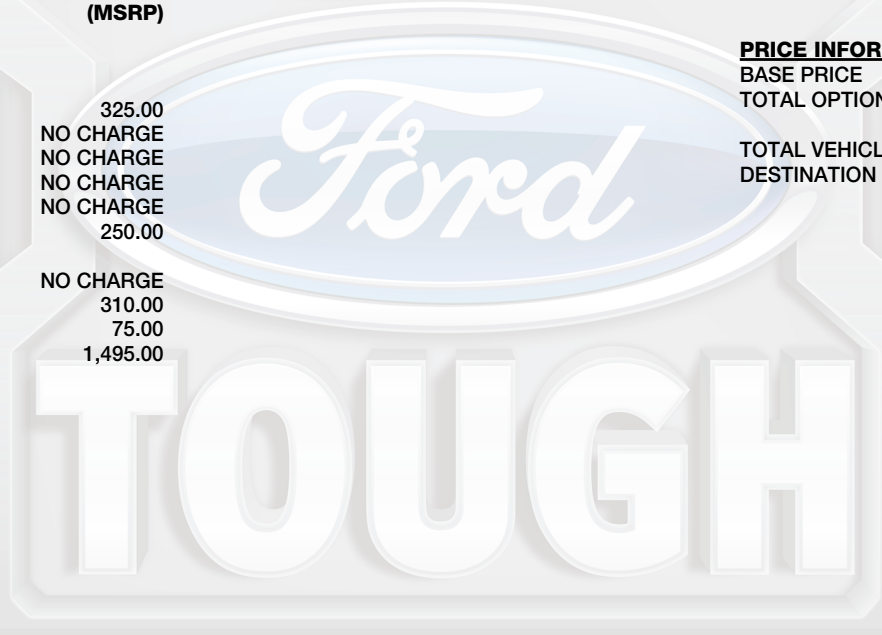 (MSRP)
325.00
NO CHARGE
NO CHARGE
NO CHARGE
NO CHARGE
250.00
NO CHARGE
310.00
75.00
1,495.00
PRICE INFOR
BASE PRICE
TOTAL OPTION
TOTAL VEHICL
DESTINATION
Ford
TOUGH